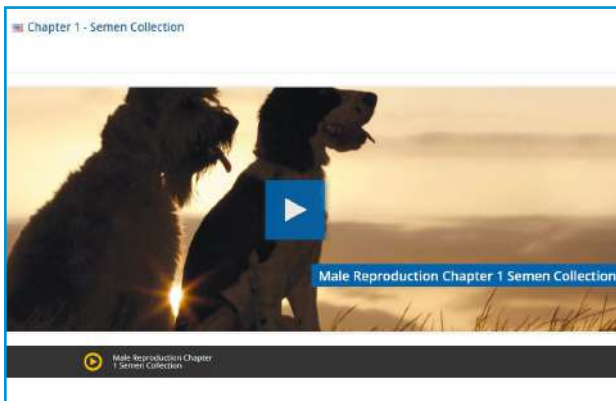 Chapter 1 - Semen Collection
Male Reproduction Chapter 1 Semen Collection
Male Reproduction Chapter
1 Semen Collection